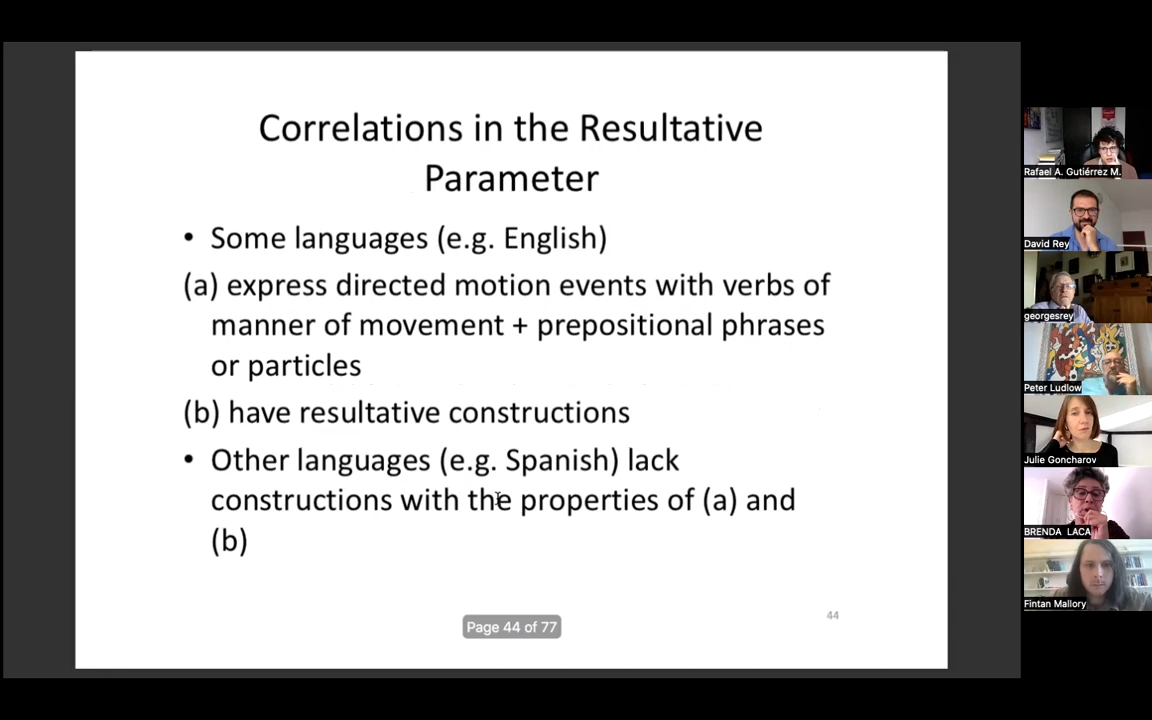 Correlations in the Resultative
Parameter
• Some languages (e.g. English)
(a) express directed motion events with verbs of
manner of movement + prepositional phrases
or particles
(b) have resultative constructions
• Other languages (e.g. Spanish) lack
constructions with the properties of (a) and
(b)
44
Page 44 of 77
Rafael A. Gutiérrez M.
David Rey
georgesrey
Peter Ludlow
Julie Goncharov
BRENDA LACA
Fintan Mallory